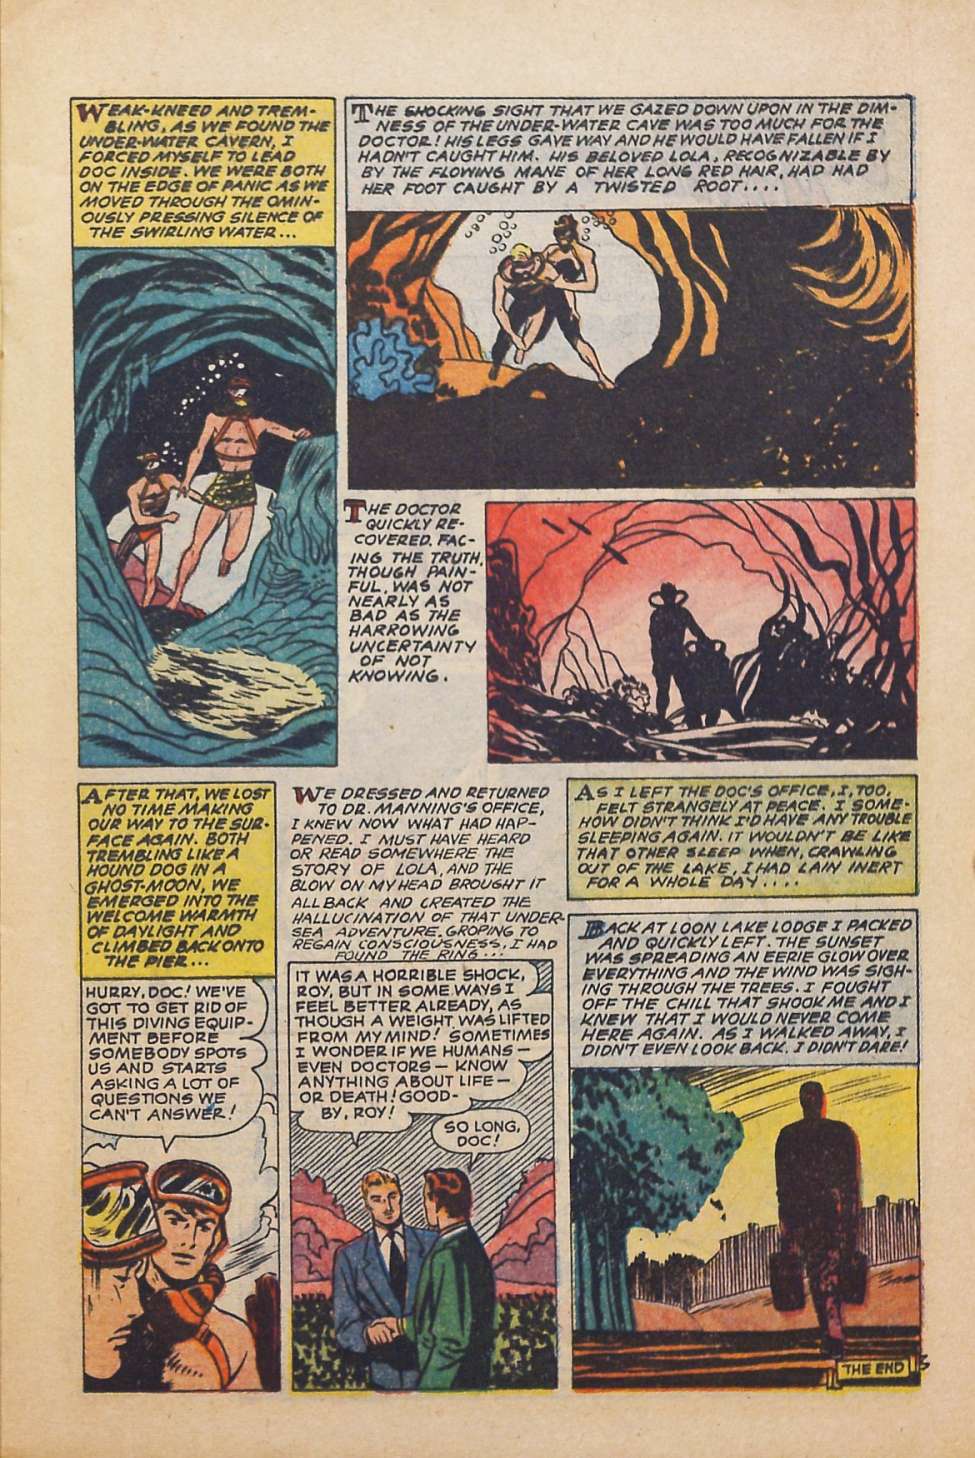 WEAK-KNEED AND TREM-
BLING, AS WE FOUND THE
UNDER-WATER CAVERN, I
FORCED MYSELF TO LEAD
DOC INSIDE. WE WERE BOTH
ON THE EDGE OF PANIC AS WE
MOVED THROUGH THE OMIN-
OUSLY PRESSING SILENCE OF
THE SWIRLING WATER...
THE SHOCKING SIGHT THAT WE GAZED DOWN UPON IN THE DIM-
NESS OF THE UNDER-WATER CAVE WAS TOO MUCH FOR THE
DOCTOR! HIS LEGS GAVE WAY AND HE WOULD HAVE FALLEN IF I
HADN'T CAUGHT HIM. HIS BELOVED LOLA, RECOGNIZABLE BY
BY THE FLOWING MANE OF HER LONG RED HAIR, HAD HAD
HER FOOT CAUGHT BY A TWISTED ROOT....
THE DOCTOR
QUICKLY RE-
COVERED. FAC-
ING THE TRUTH,
THOUGH PAIN-
FUL, WAS NOT
NEARLY AS
BAD AS THE
HARROWING
UNCERTAINTY
OF NOT
KNOWING.
AFTER THAT, WE LOST
NO TIME MAKING
OUR WAY TO THE SUR-
FACE AGAIN. BOTH
TREMBLING LIKE A
HOUND DOG IN A
GHOST-MOON, WE
EMERGED INTO THE
WELCOME WARMTH
OF DAYLIGHT AND
CLIMBED BACK ONTO
THE PIER...
HURRY, DOC! WE'VE
GOT TO GET RID OF
THIS DIVING EQUIP-
MENT BEFORE
SOMEBODY SPOTS
US AND STARTS
ASKING A LOT OF
QUESTIONS WE
CAN'T ANSWER!
WE DRESSED AND RETURNED
TO DR. MANNING'S OFFICE,
I KNEW NOW WHAT HAD HAP-
PENED. I MUST HAVE HEARD
OR READ SOMEWHERE THE
STORY OF LOLA, AND THE
BLOW ON MY HEAD BROUGHT IT
ALL BACK AND CREATED THE
HALLUCINATION OF THAT UNDER-
SEA ADVENTURE. GROPING TO
REGAIN CONSCIOUSNESS, I HAD
FOUND THE RING...
IT WAS A HORRIBLE SHOCK,
ROY, BUT IN SOME WAYS I
FEEL BETTER ALREADY, AS
THOUGH A WEIGHT WAS LIFTED
FROM MY MIND! SOMETIMES
I WONDER IF WE HUMANS—
EVEN DOCTORS— KNOW
ANYTHING ABOUT LIFE—
OR DEATH! GOOD-
BY, ROY!
SO LONG,
DOC!
AS I LEFT THE DOC'S OFFICE, I, TOO,
FELT STRANGELY AT PEACE. I SOME-
HOW DIDN'T THINK I'D HAVE ANY TROUBLE
SLEEPING AGAIN. IT WOULDN'T BE LIKE
THAT OTHER SLEEP WHEN, CRAWLING
OUT OF THE LAKE, I HAD LAIN INERT
FOR A WHOLE DAY....
BACK AT LOON LAKE LODGE I PACKED
AND QUICKLY LEFT. THE SUNSET
WAS SPREADING AN EERIE GLOW OVER
EVERYTHING AND THE WIND WAS SIGH-
ING THROUGH THE TREES. I FOUGHT
OFF THE CHILL THAT SHOOK ME AND I
KNEW THAT I WOULD NEVER COME
HERE AGAIN. AS I WALKED AWAY, I
DIDN'T EVEN LOOK BACK. I DIDN'T DARE!
THE END
5